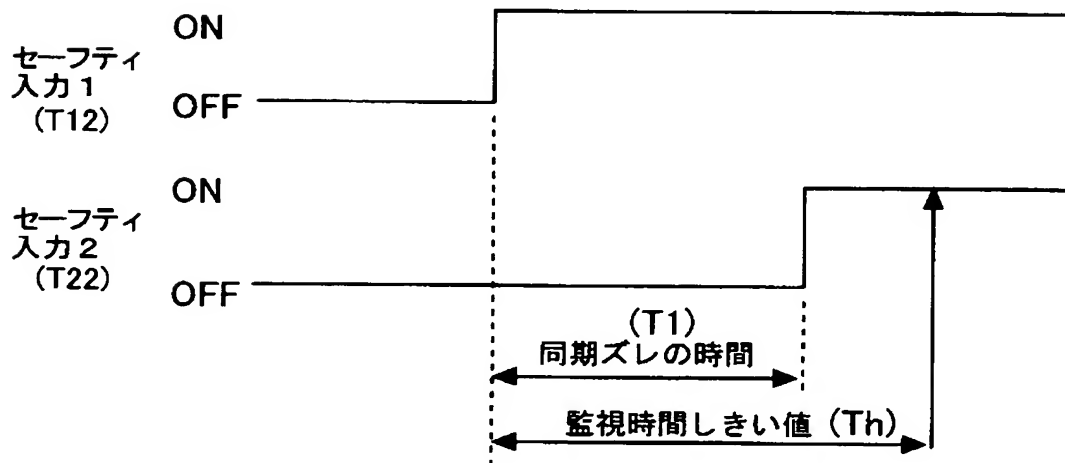 ON
セーフティ
入力1
(T12)
OFF
ON
セーフティ
入力2
(T22)
OFF
(T1)
同期ズレの時間
監視時間しきい値(Th)